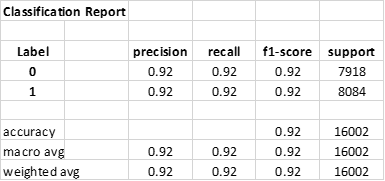 Classification Report
Label precision recall f1-score support
0 0.92 0.92 0.92 7918
1 0.92 0.92 0.92 8084
accuracy 0.92 16002
macro avg 0.92 0.92 0.92 16002
weighted avg 0.92 0.92 0.92 16002